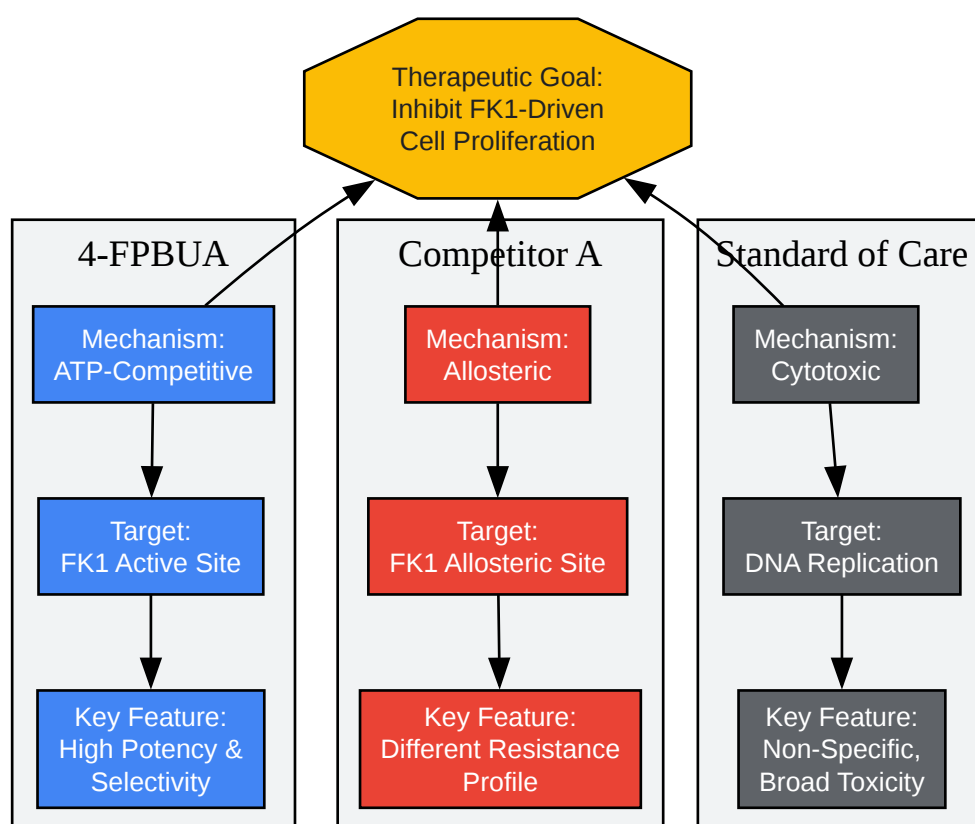 Therapeutic Goal:
Inhibit FK1-Driven
Cell Proliferation
4-FPBUA
Mechanism:
ATP-Competitive
Target:
FK1 Active Site
Key Feature:
High Potency &
Selectivity
Competitor A
Mechanism:
Allosteric
Target:
FK1 Allosteric Site
Key Feature:
Different Resistance
Profile
Standard of Care
Mechanism:
Cytotoxic
Target:
DNA Replication
Key Feature:
Non-Specific,
Broad Toxicity